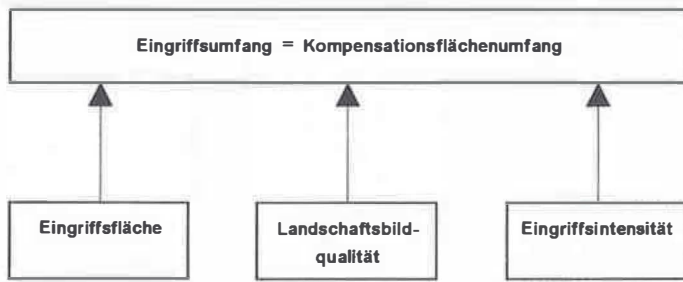 Eingriffsumfang = Kompensationsflächenumfang
Eingriffsfläche
Landschaftsbild-
qualität
Eingriffsintensität